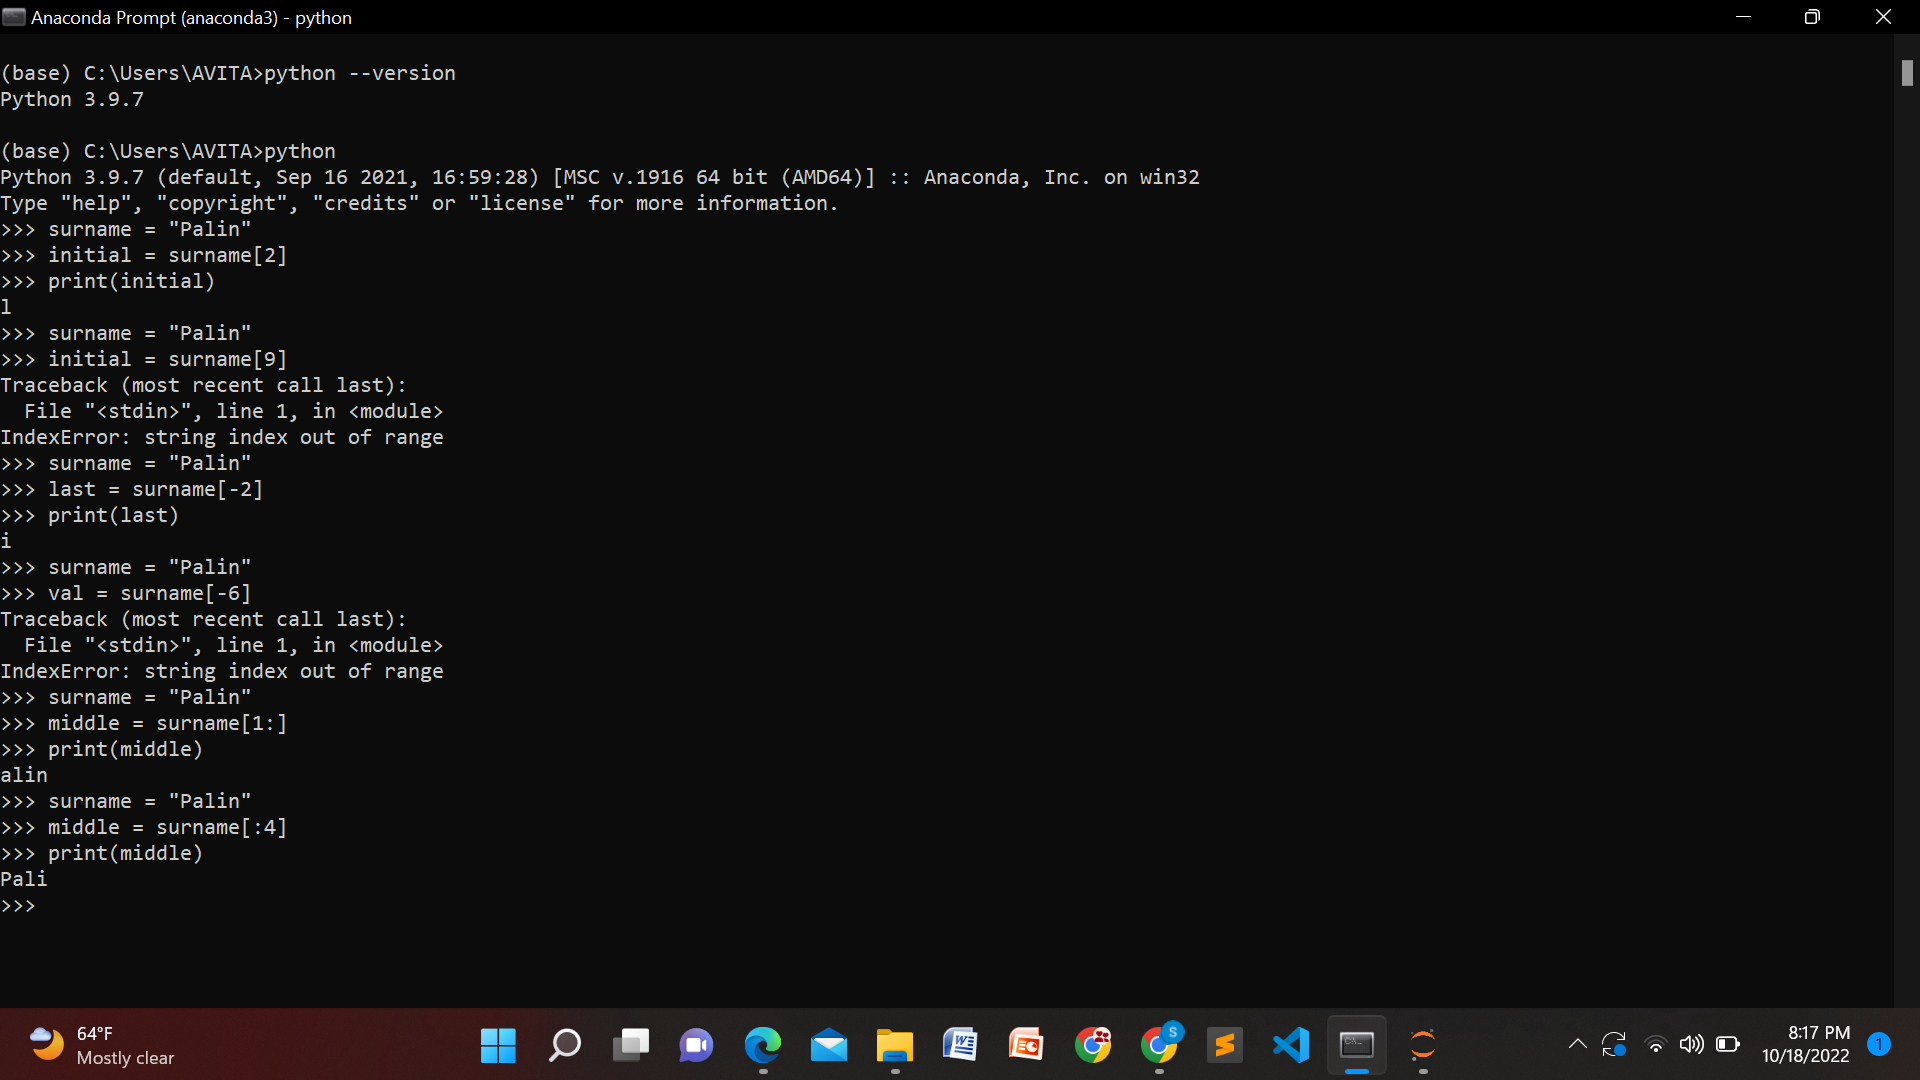 Anaconda Prompt (anaconda3) - python
(base) C:\Users\AVITA>python --version
Python 3.9.7
(base) C:\Users\AVITA>python
Python 3.9.7 (default, Sep 16 2021, 16:59:28) [MSC v.1916 64 bit (AMD64)] :: Anaconda, Inc. on win32
Type "help", "copyright", "credits" or "license" for more information.
>>> surname = "Palin"
>>> initial = surname[2]
>>> print(initial)
l
>>> surname = "Palin"
>>> initial = surname[9]
Traceback (most recent call last):
  File "<stdin>", line 1, in <module>
IndexError: string index out of range
>>> surname = "Palin"
>>> last = surname[-2]
>>> print(last)
i
>>> surname = "Palin"
>>> val = surname[-6]
Traceback (most recent call last):
  File "<stdin>", line 1, in <module>
IndexError: string index out of range
>>> surname = "Palin"
>>> middle = surname[1:]
>>> print(middle)
alin
>>> surname = "Palin"
>>> middle = surname[:4]
>>> print(middle)
Pali
>>>
64°F
Mostly clear
S
8:17 PM
10/18/2022
1